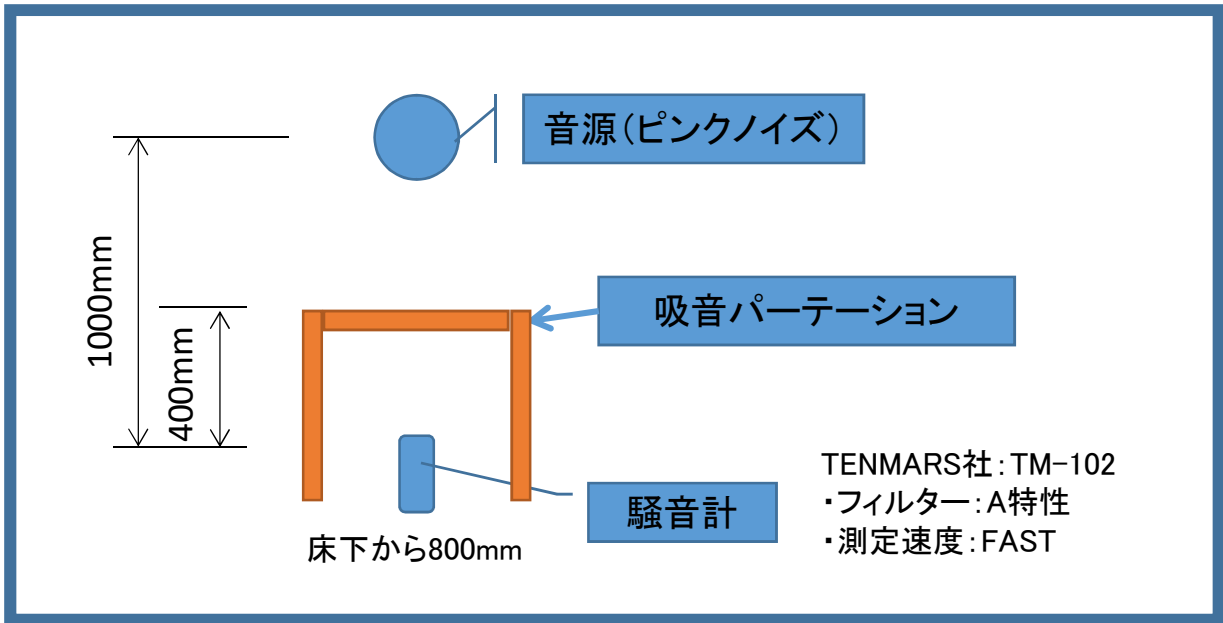 音源(ピンクノイズ)
1000mm
400mm
吸音パーテーション
騒音計
床下から800mm
TENMARS社:TM-102
・フィルター:A特性
・測定速度:FAST